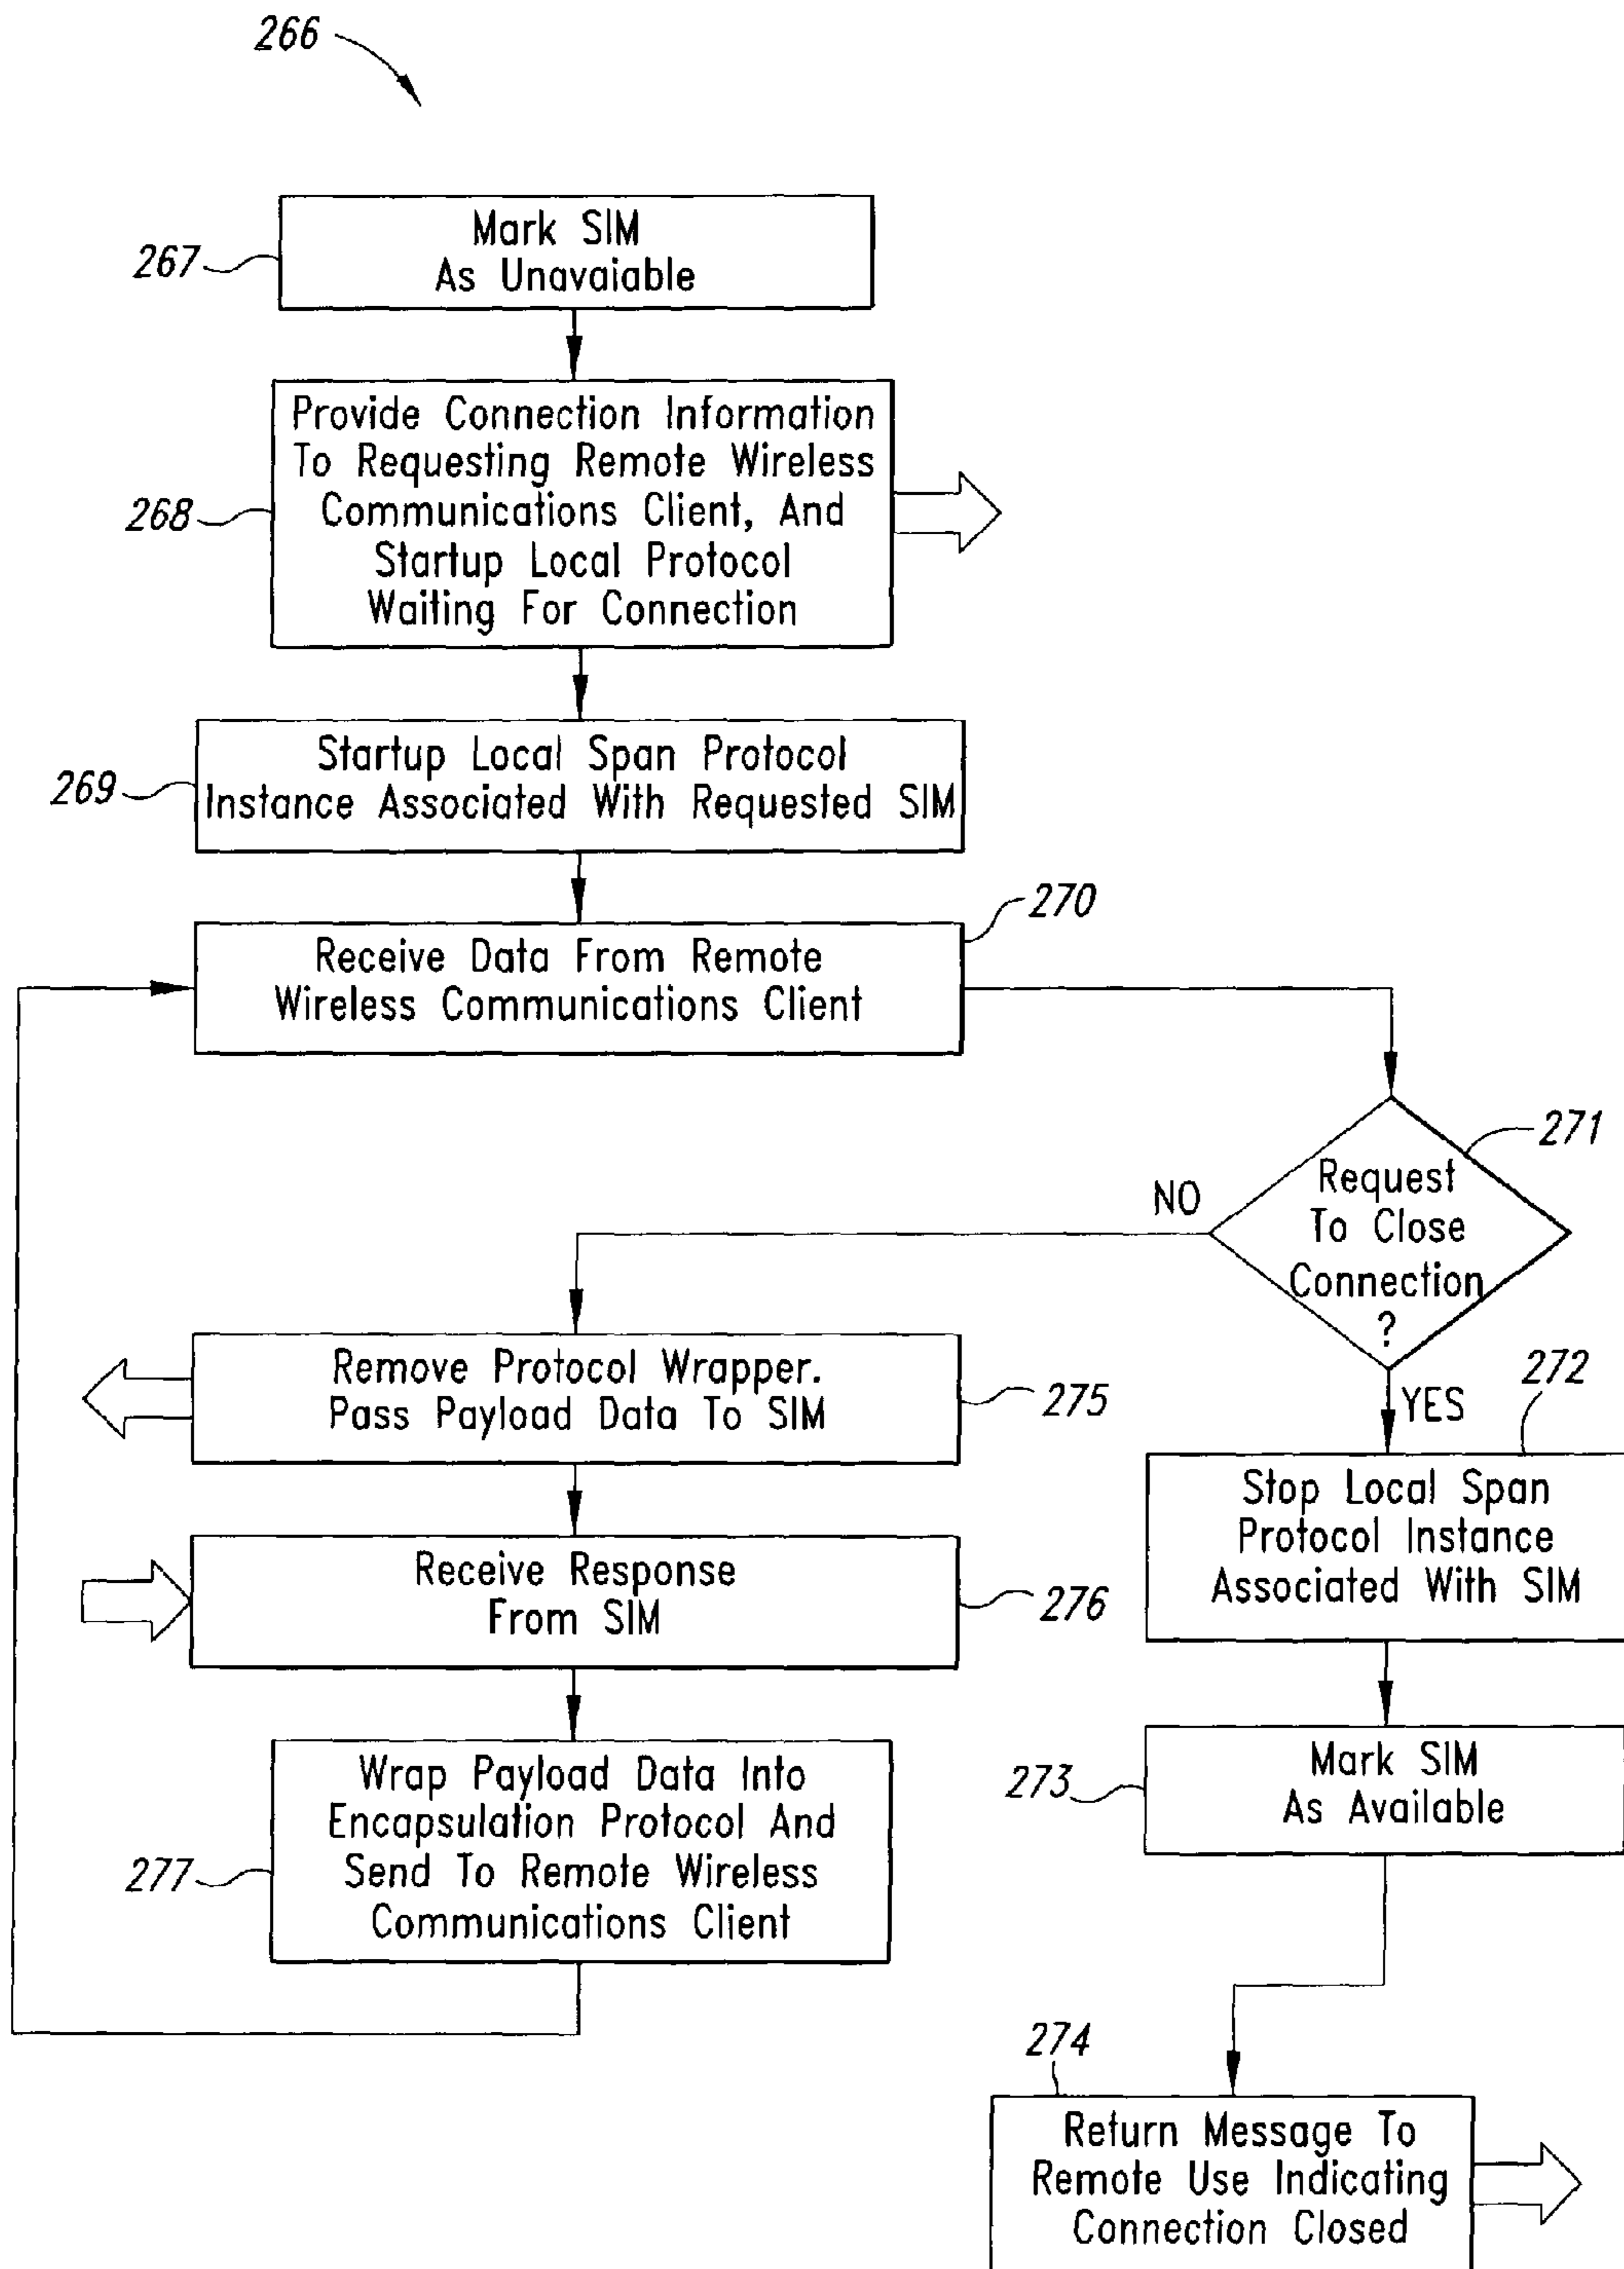 266
267
Mark SIM
As Unavaiable
268
Provide Connection Information
To Requesting Remote Wireless
Communications Client, And
Startup Local Protocol
Waiting For Connection
269
Startup Local Span Protocol
Instance Associated With Requested SIM
270
Receive Data From Remote
Wireless Communications Client
271
Request
To Close
Connection
?
NO
YES
275
Remove Protocol Wrapper.
Pass Payload Data To SIM
272
Stop Local Span
Protocol Instance
Associated With SIM
276
Receive Response
From SIM
273
Mark SIM
As Available
277
Wrap Payload Data Into
Encapsulation Protocol And
Send To Remote Wireless
Communications Client
274
Return Message To
Remote Use Indicating
Connection Closed